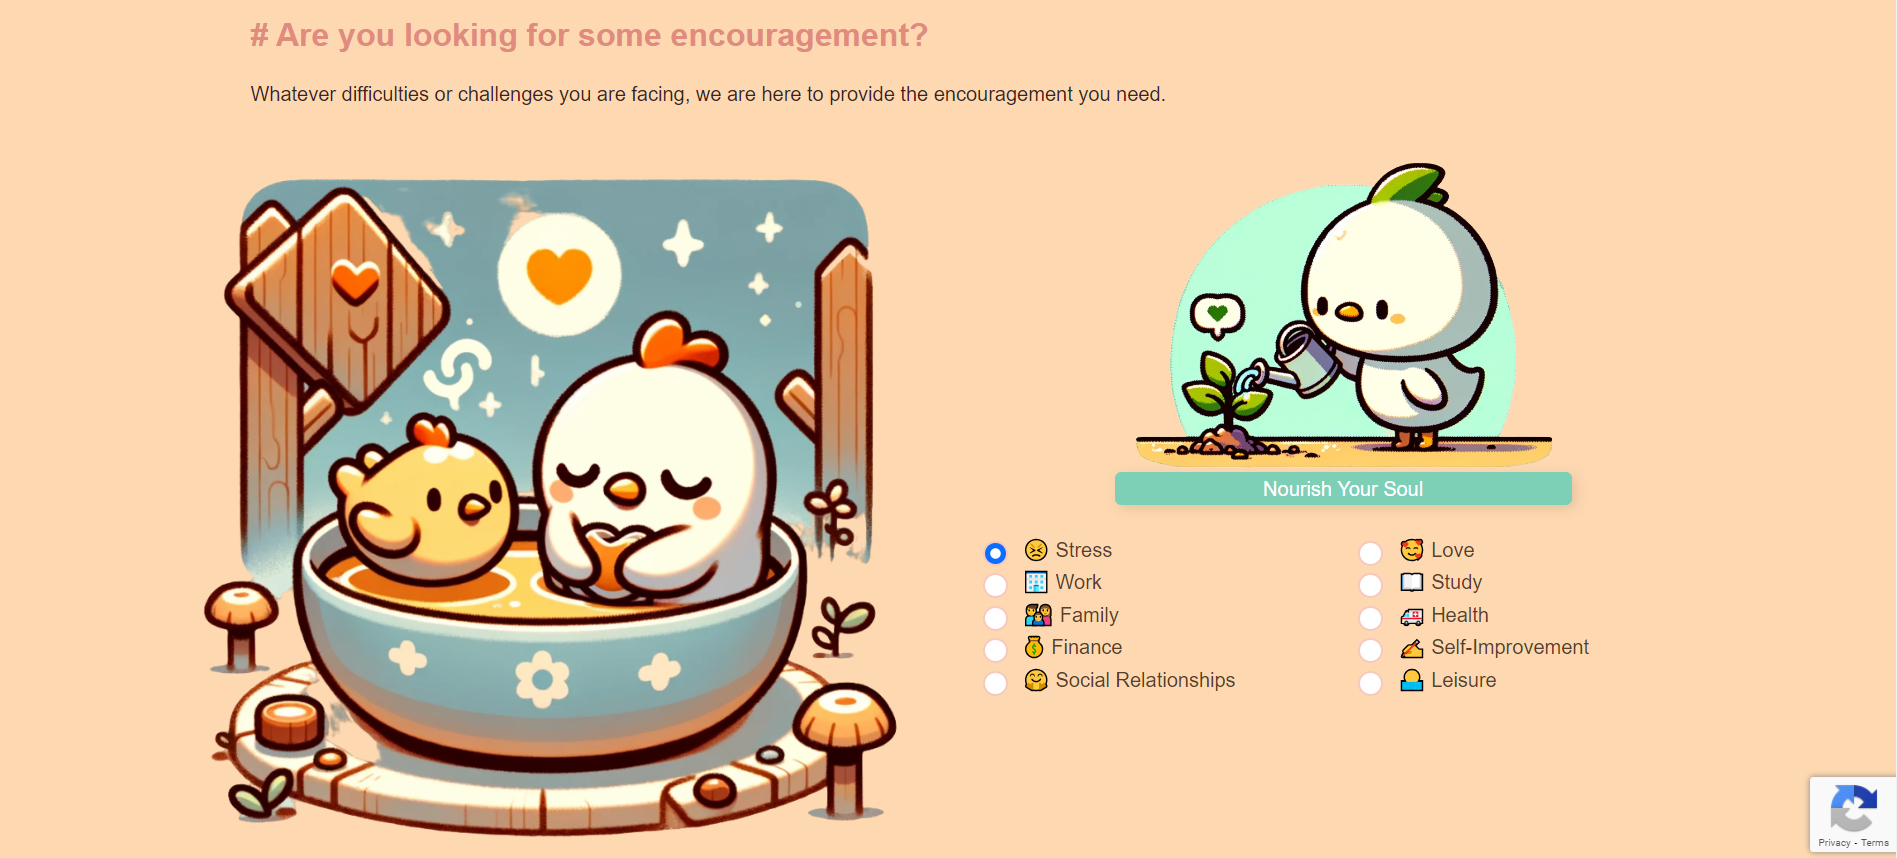 # Are you looking for some encouragement?
Whatever difficulties or challenges you are facing, we are here to provide the encouragement you need.
Nourish Your Soul
😣 Stress
🏢 Work
👨‍👩‍👦 Family
💰 Finance
🤗 Social Relationships
🥰 Love
📖 Study
🚑 Health
✍ Self-Improvement
🛀 Leisure
Privacy - Terms